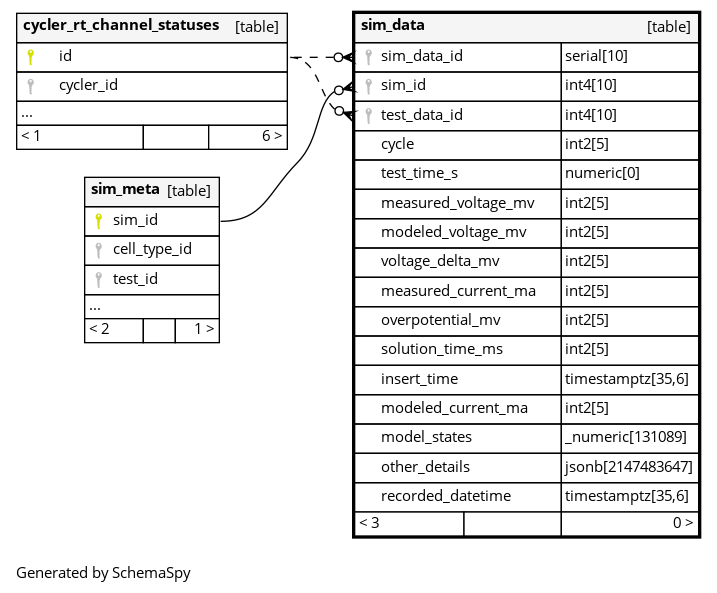 cycler_rt_channel_statuses [table]
id
cycler_id
...
< 1 6 >
sim_meta [table]
sim_id
cell_type_id
test_id
...
< 2 1 >
sim_data [table]
sim_data_id serial[10]
sim_id int4[10]
test_data_id int4[10]
cycle int2[5]
test_time_s numeric[0]
measured_voltage_mv int2[5]
modeled_voltage_mv int2[5]
voltage_delta_mv int2[5]
measured_current_ma int2[5]
overpotential_mv int2[5]
solution_time_ms int2[5]
insert_time timestamptz[35,6]
modeled_current_ma int2[5]
model_states _numeric[131089]
other_details jsonb[2147483647]
recorded_datetime timestamptz[35,6]
< 3 0 >
Generated by SchemaSpy